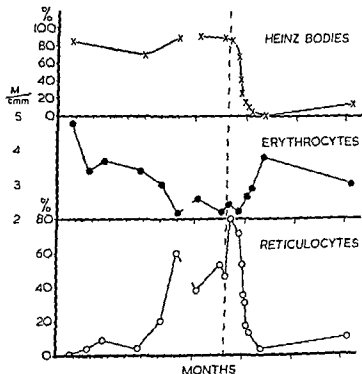 %
100
80
60
40
20
0
HEINZ BODIES
M
cmm
5
4
3
2
ERYTHROCYTES
%
80
60
40
20
0
RETICULOCYTES
MONTHS